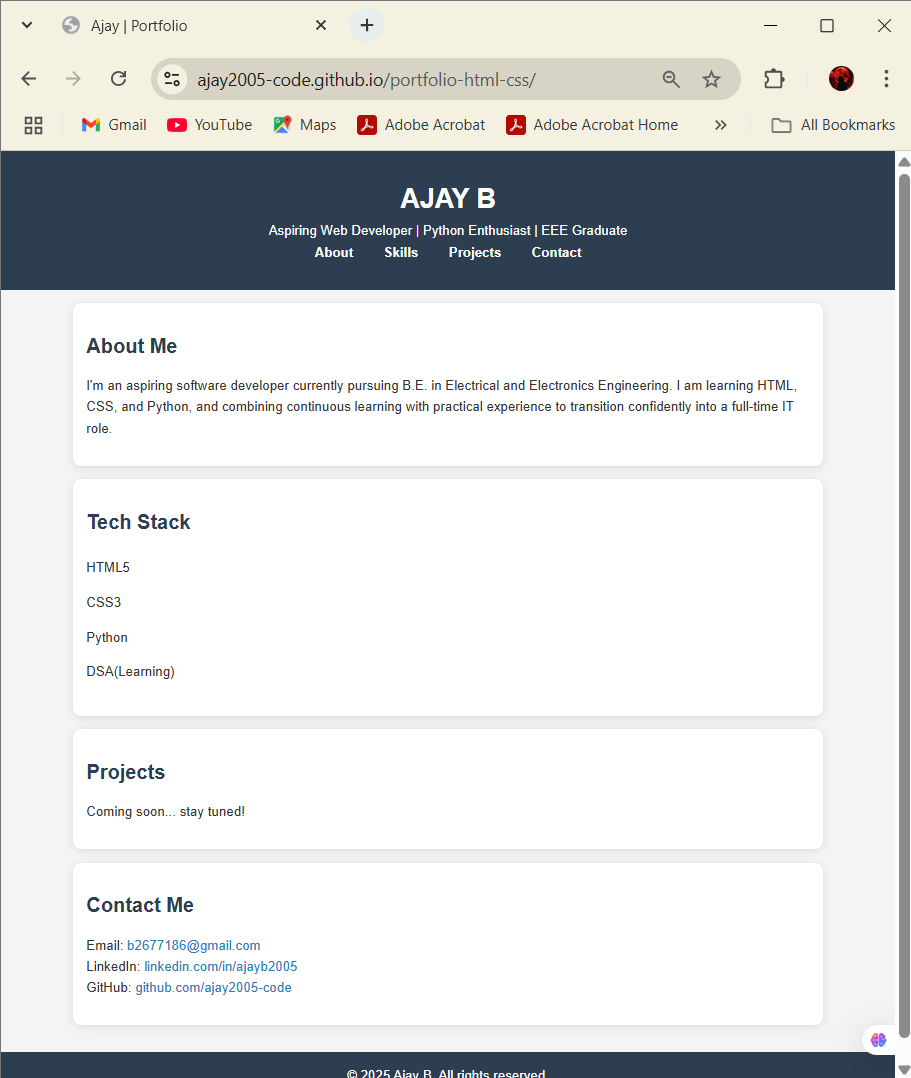 Ajay | Portfolio
ajay2005-code.github.io/portfolio-html-css/
Gmail YouTube Maps Adobe Acrobat Adobe Acrobat Home All Bookmarks
AJAY B
Aspiring Web Developer | Python Enthusiast | EEE Graduate
About Skills Projects Contact
About Me
I'm an aspiring software developer currently pursuing B.E. in Electrical and Electronics Engineering. I am learning HTML,
CSS, and Python, and combining continuous learning with practical experience to transition confidently into a full-time IT
role.
Tech Stack
HTML5
CSS3
Python
DSA(Learning)
Projects
Coming soon... stay tuned!
Contact Me
Email: b2677186@gmail.com
LinkedIn: linkedin.com/in/ajayb2005
GitHub: github.com/ajay2005-code
© 2025 Ajay B. All rights reserved